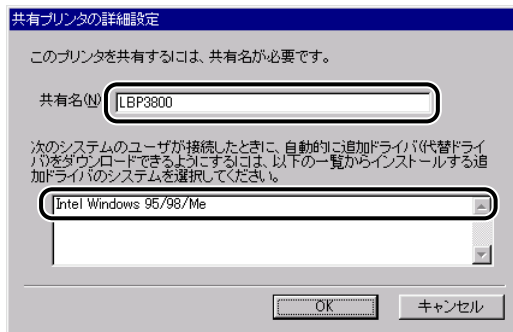 共有プリンタの詳細設定
このプリンタを共有するには、共有名が必要です。
共有名(N) LBP3800
次のシステムのユーザが接続したときに、自動的に追加ドライバ(代替ドライ
バ)をダウンロードできるようにするには、以下の一覧からインストールする追
加ドライバのシステムを選択してください。
Intel Windows 95/98/Me
OK キャンセル